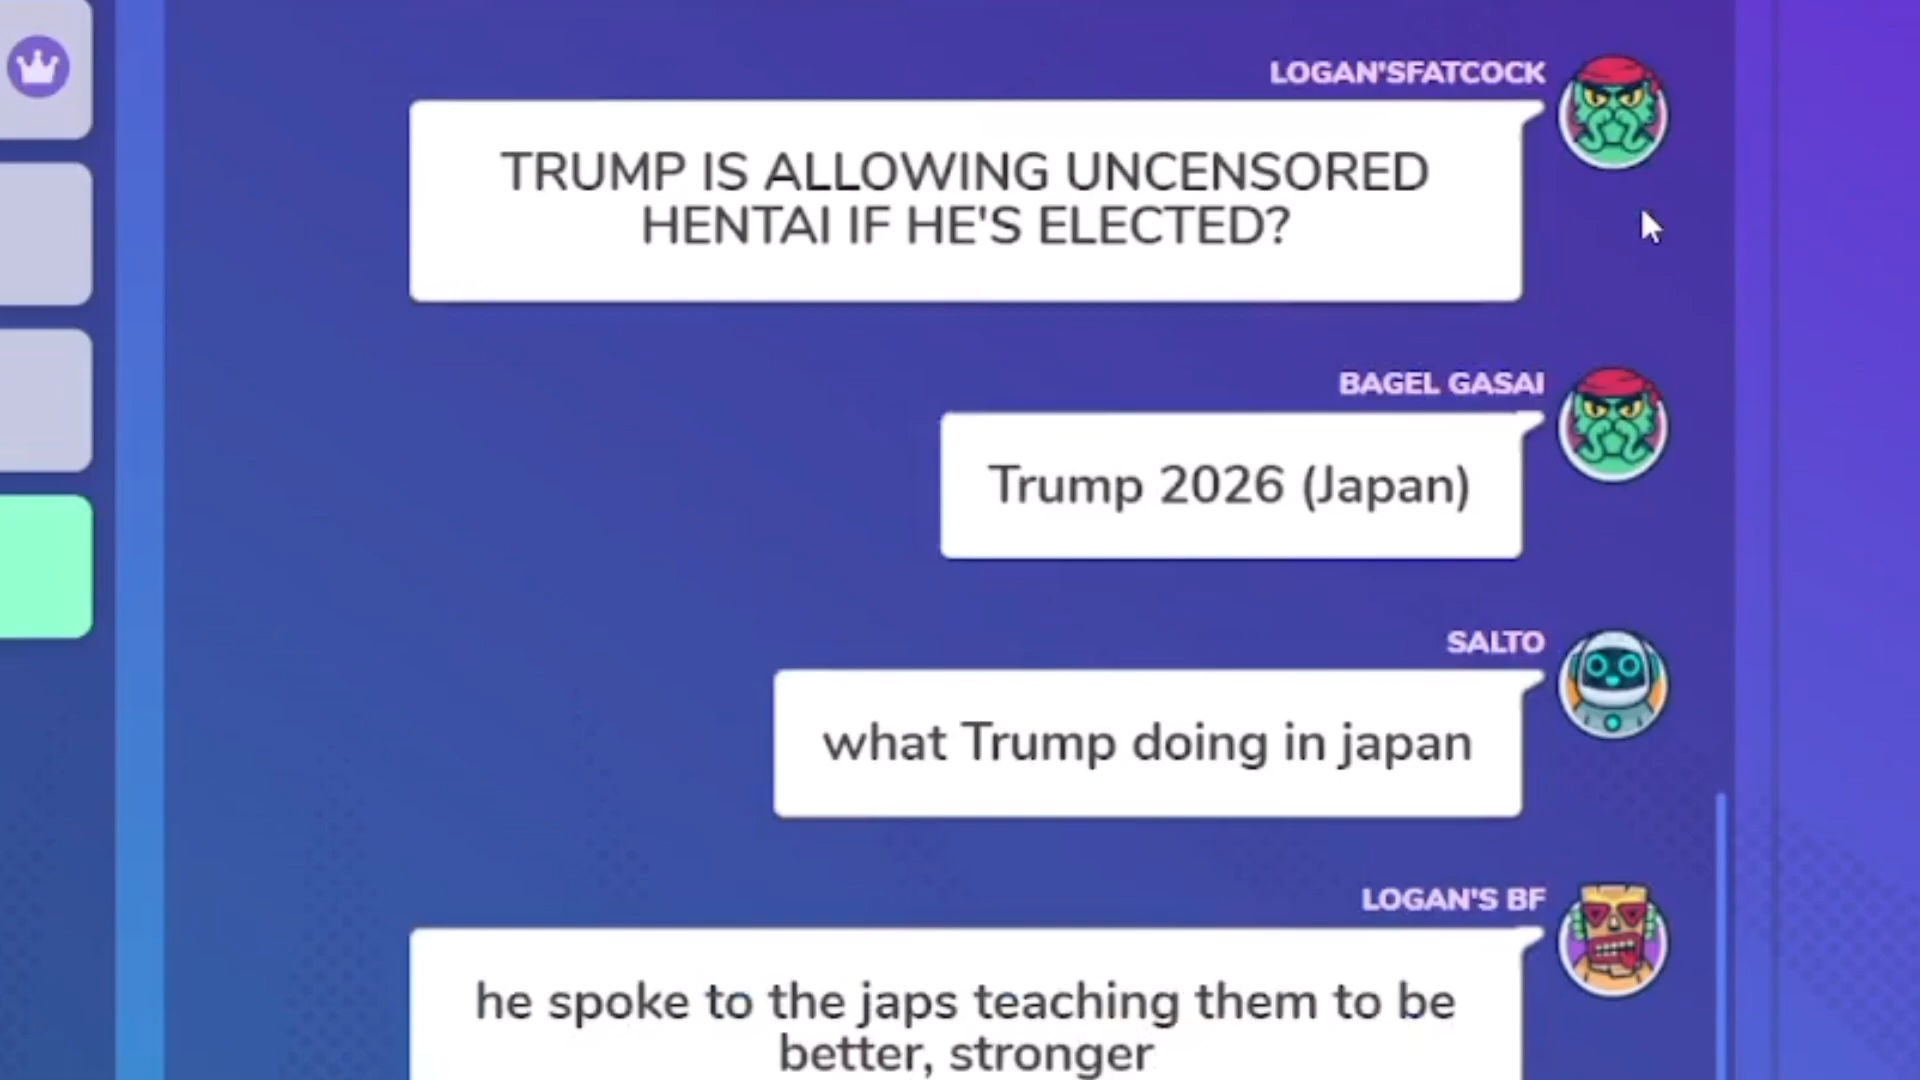 LOGAN'SFATCOCK
TRUMP IS ALLOWING UNCENSORED
HENTAI IF HE'S ELECTED?
BAGEL GASAI
Trump 2026 (Japan)
SALTO
what Trump doing in japan
LOGAN'S BF
he spoke to the japs teaching them to be
better, stronger